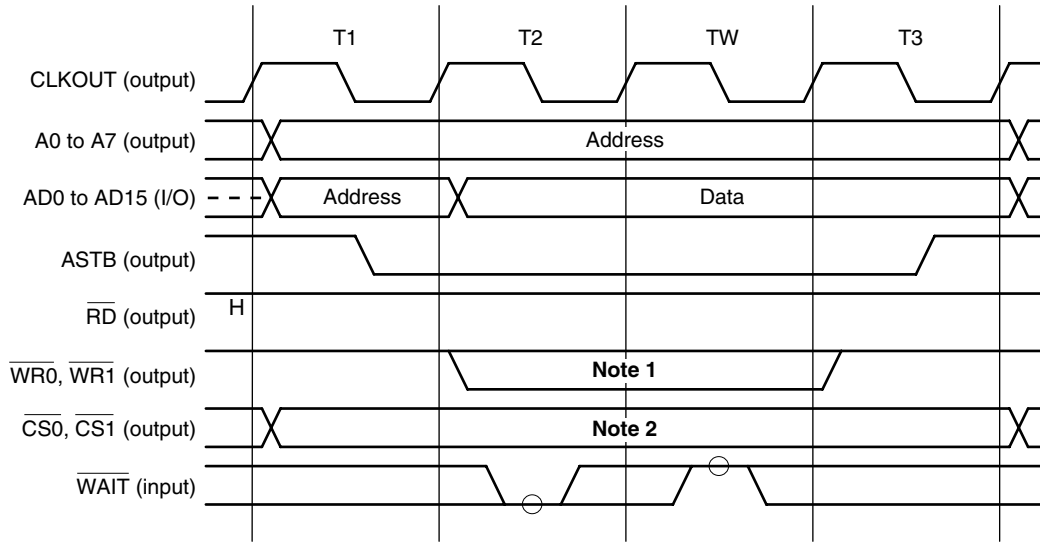 T1 T2 TW T3
CLKOUT (output)
A0 to A7 (output) Address
AD0 to AD15 (I/O) Address Data
ASTB (output)
RD (output) H
WR0, WR1 (output) Note 1
CS0, CS1 (output) Note 2
WAIT (input)